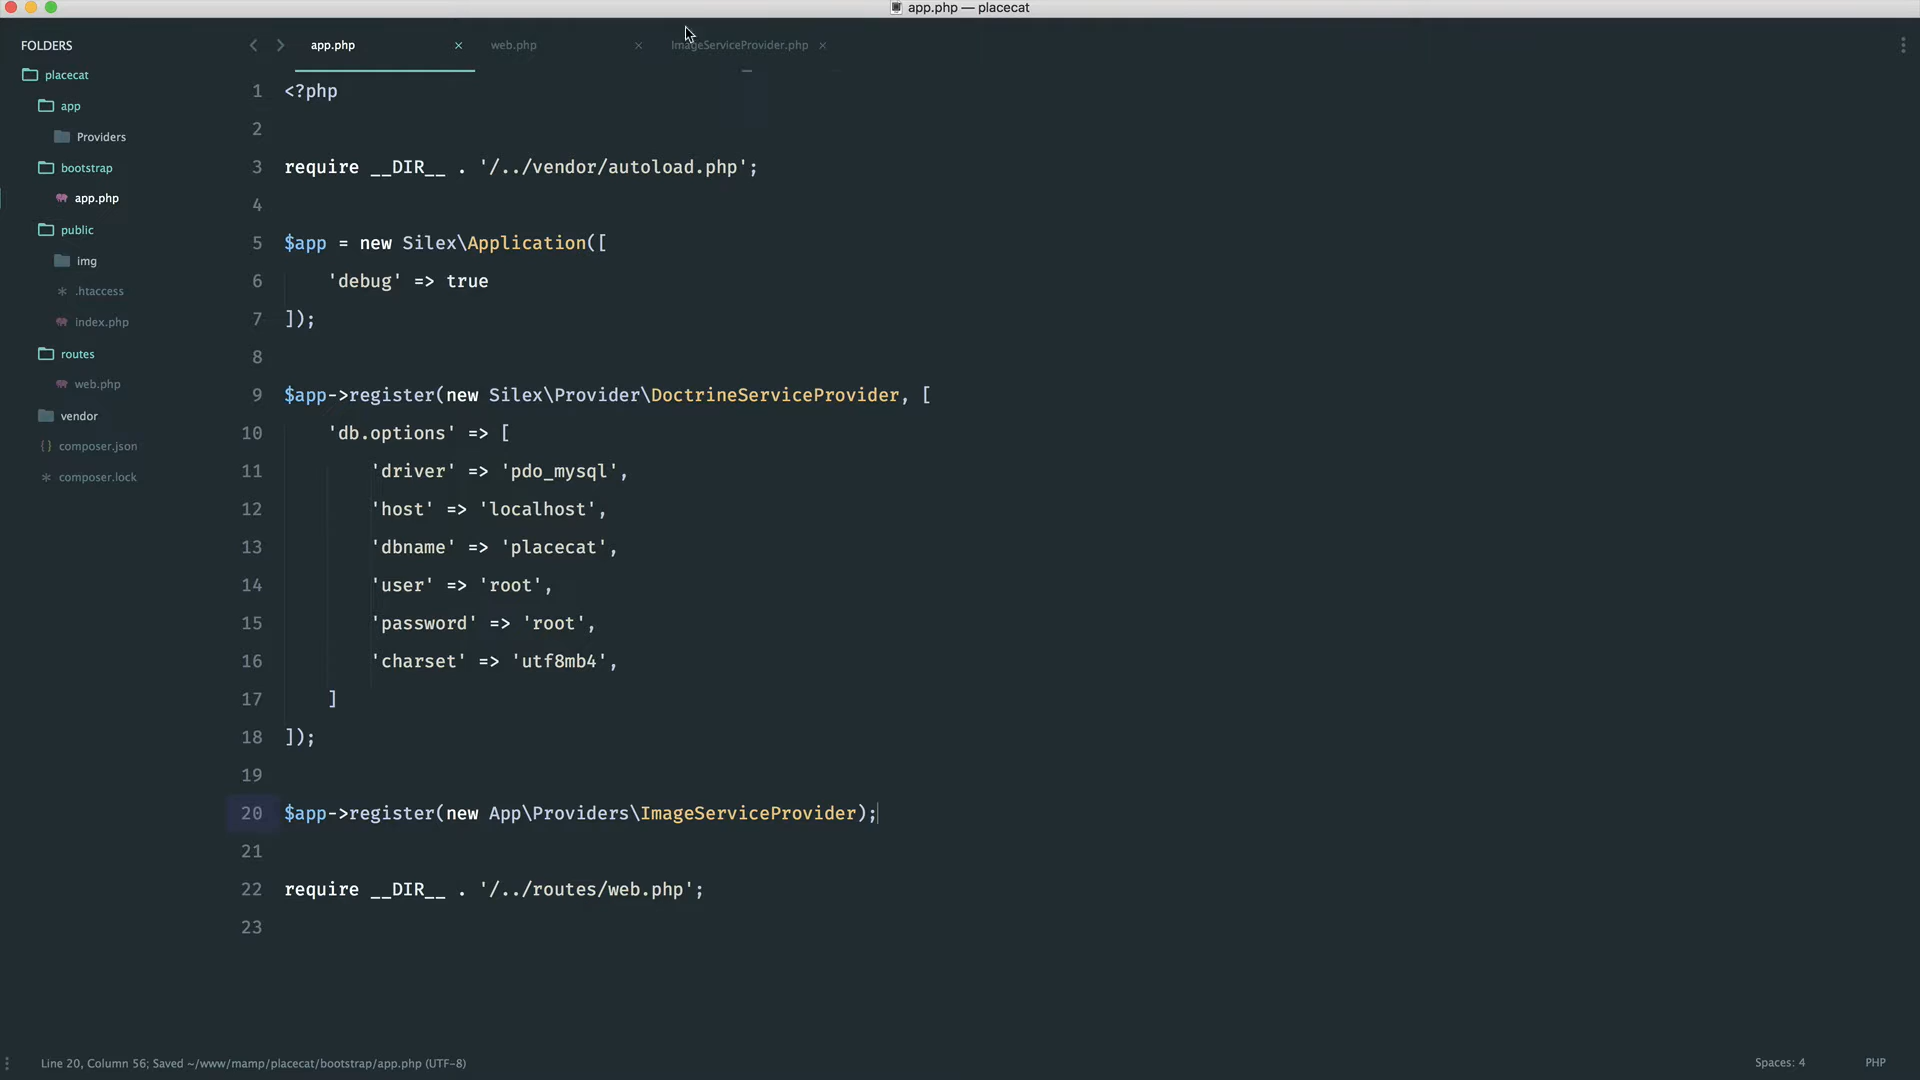 app.php — placecat
FOLDERS
placecat
app
Providers
bootstrap
app.php
public
img
.htaccess
index.php
routes
web.php
vendor
composer.json
composer.lock
app.php
web.php
ImageServiceProvider.php
1 <?php
2
3 require __DIR__ . '/../vendor/autoload.php';
4
5 $app = new Silex\Application([
6     'debug' => true
7 ]);
8
9 $app->register(new Silex\Provider\DoctrineServiceProvider, [
10     'db.options' => [
11         'driver' => 'pdo_mysql',
12         'host' => 'localhost',
13         'dbname' => 'placecat',
14         'user' => 'root',
15         'password' => 'root',
16         'charset' => 'utf8mb4',
17     ]
18 ]);
19
20 $app->register(new App\Providers\ImageServiceProvider);
21
22 require __DIR__ . '/../routes/web.php';
23
Line 20, Column 56; Saved ~/www/mamp/placecat/bootstrap/app.php (UTF-8)
Spaces: 4
PHP